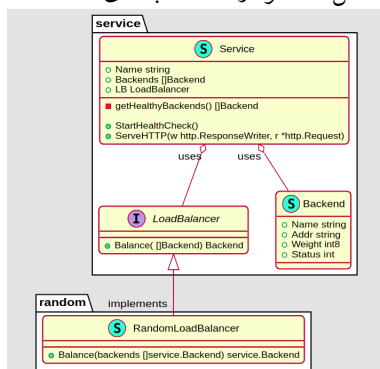 service
S Service
Name string
Backends []Backend
LB LoadBalancer
getHealthyBackends() []Backend
StartHealthCheck()
ServeHTTP(w http.ResponseWriter, r *http.Request)
uses uses
I LoadBalancer
Balance( []Backend) Backend
S Backend
Name string
Addr string
Weight int8
Status int
implements
random
S RandomLoadBalancer
Balance(backends []service.Backend) service.Backend